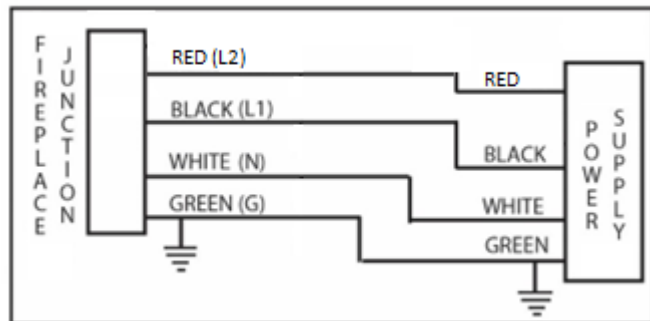 FIREPLACE
JUNCTION
RED (L2)
RED
BLACK (L1)
BLACK
WHITE (N)
WHITE
GREEN (G)
GREEN
POWER
SUPPLY